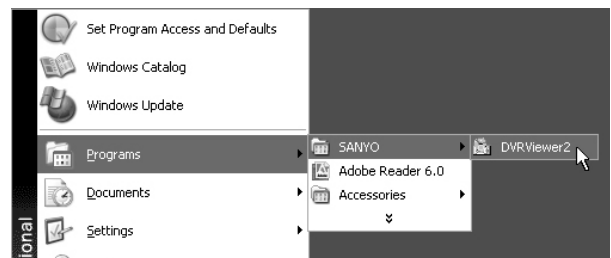 Set Program Access and Defaults
Windows Catalog
Windows Update
Programs
SANYO
DVRViewer2
Adobe Reader 6.0
Documents
Accessories
Settings
ional